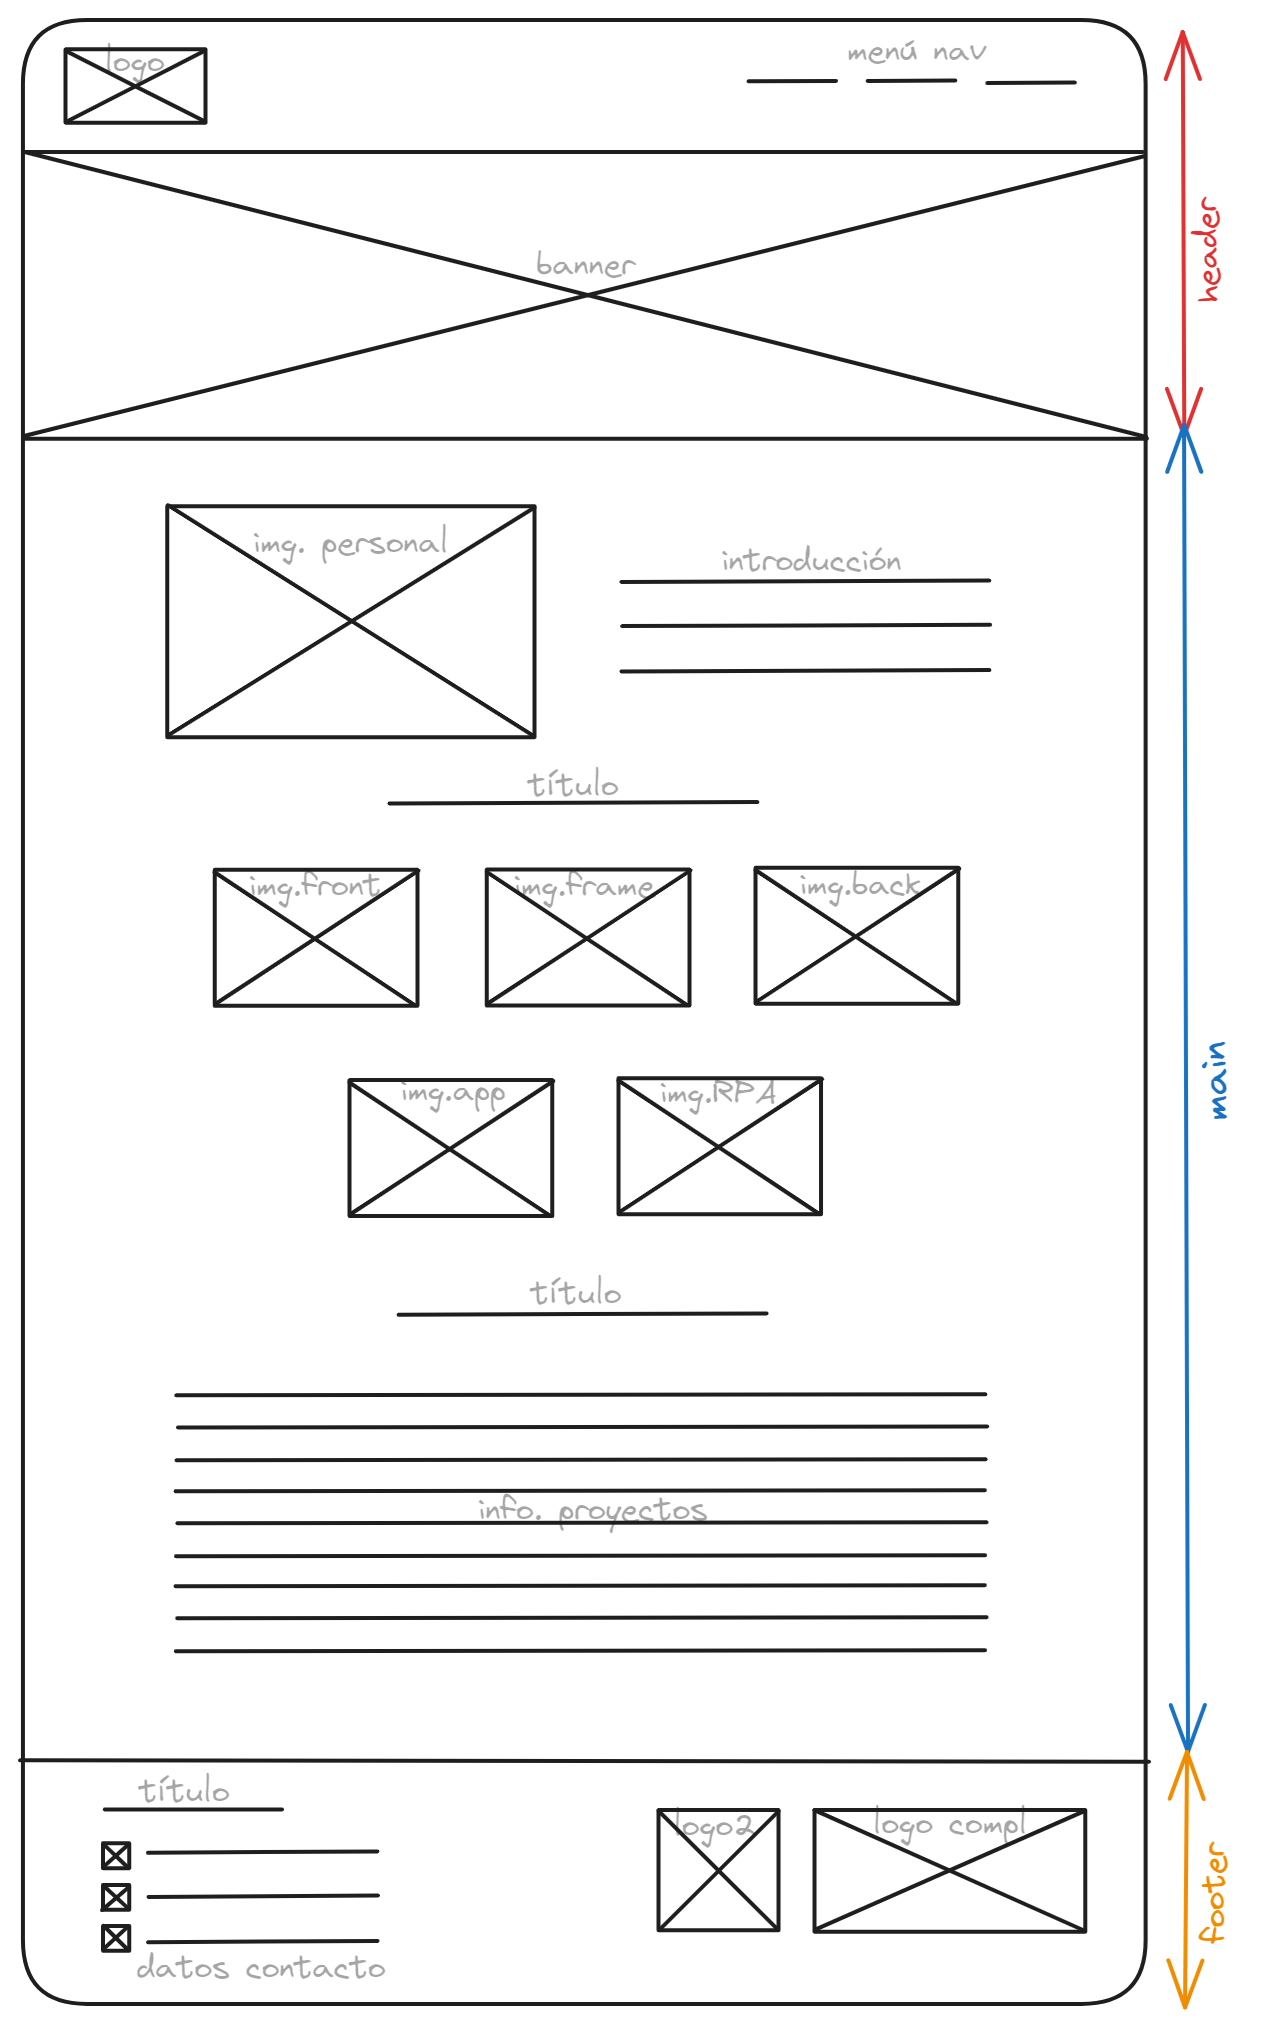 logo
menú nav
banner
header
img. personal
introducción
título
img.front
img.frame
img.back
img.app
img.RPA
main
título
info. proyectos
título
datos contacto
logo2
logo compl
footer